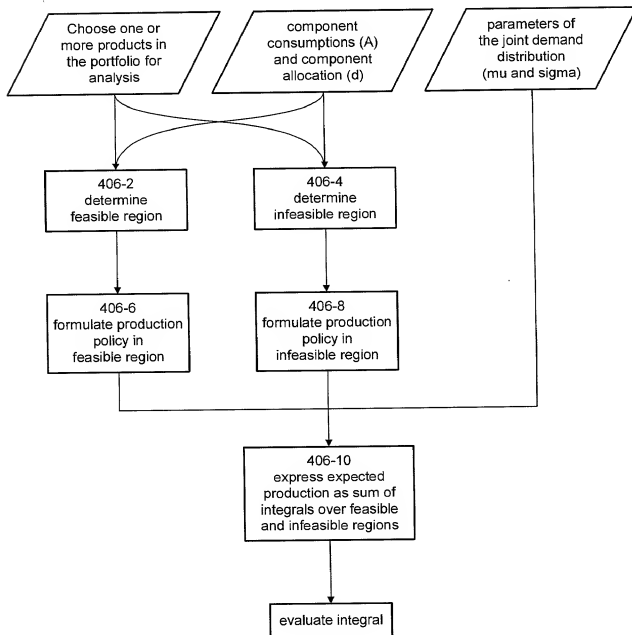 Choose one or
more products in
the portfolio for
analysis
component
consumptions (A)
and component
allocation (d)
parameters of
the joint demand
distribution
(mu and sigma)
406-2
determine
feasible region
406-4
determine
infeasible region
406-6
formulate production
policy in
feasible region
406-8
formulate production
policy in
infeasible region
406-10
express expected
production as sum of
integrals over feasible
and infeasible regions
evaluate integral